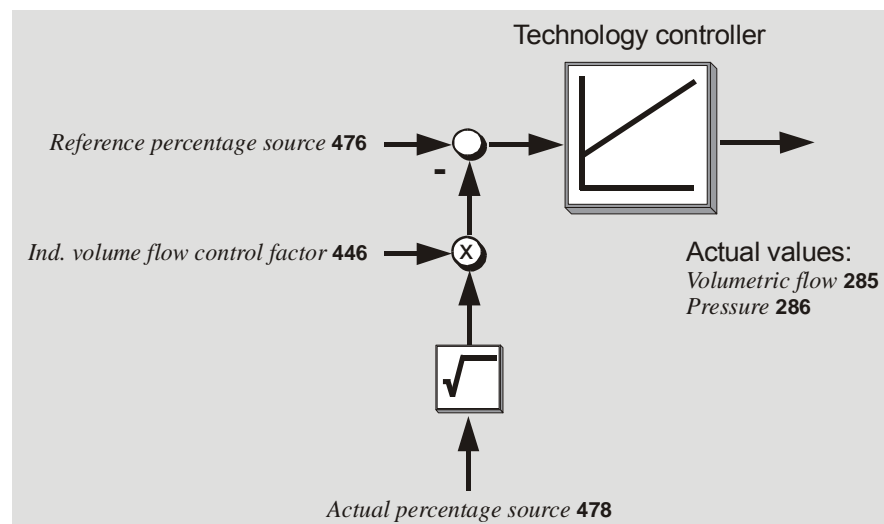 Technology controller
Reference percentage source 476
-
Ind. volume flow control factor 446
x
Actual values:
Volumetric flow 285
Pressure 286
√
Actual percentage source 478